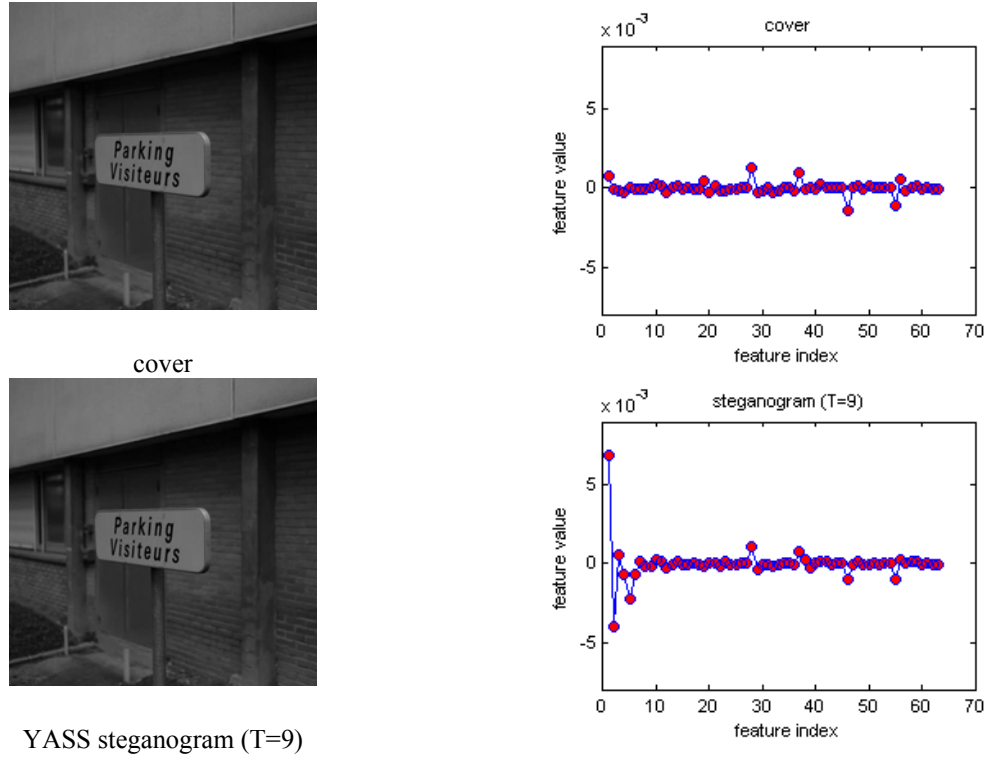 Parking
Visiteurs
cover
x 10^-3
cover
5
0
-5
0 10 20 30 40 50 60 70
feature value
feature index
Parking
Visiteurs
YASS steganogram (T=9)
x 10^-3
steganogram (T=9)
5
0
-5
0 10 20 30 40 50 60 70
feature value
feature index